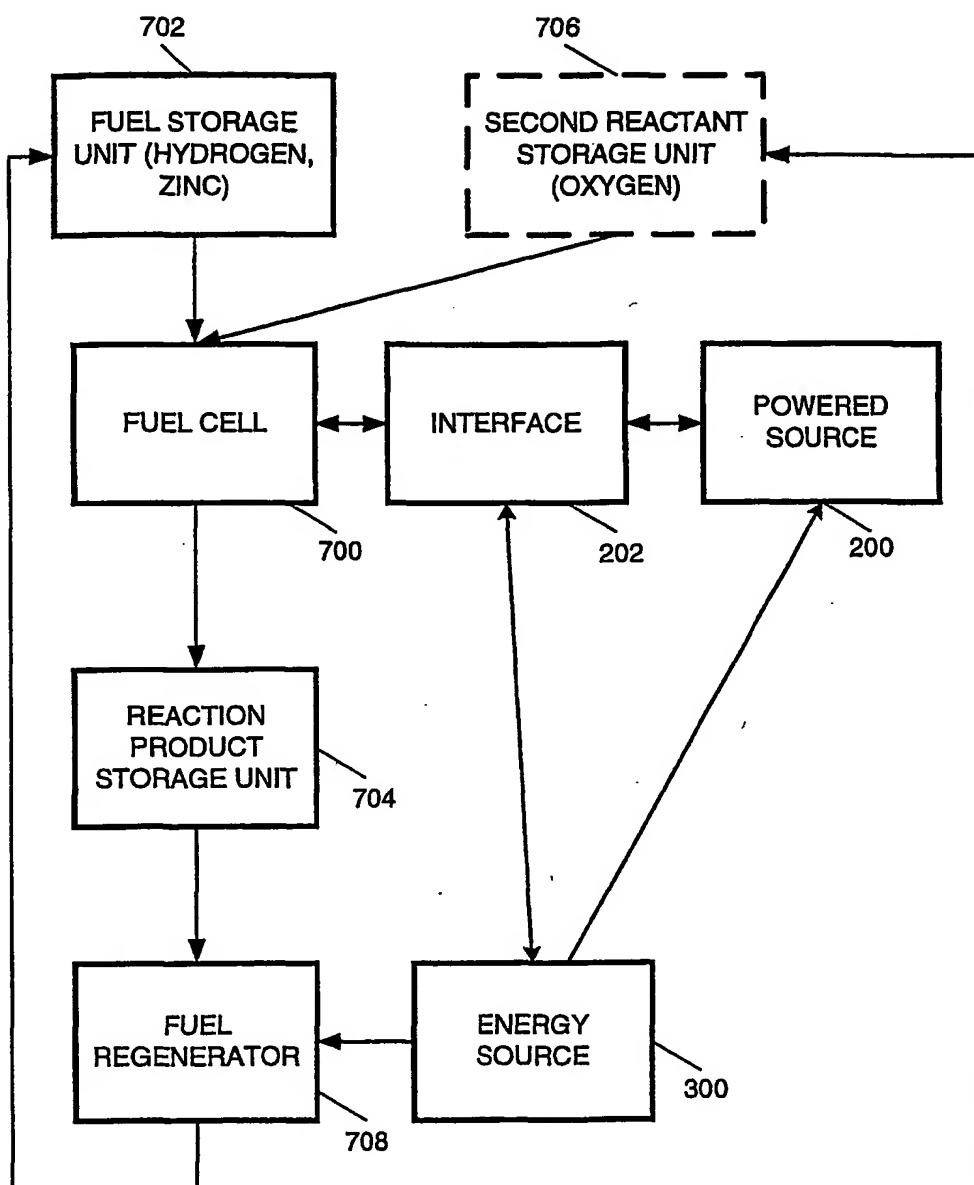 702
706
FUEL STORAGE
UNIT (HYDROGEN,
ZINC)
SECOND REACTANT
STORAGE UNIT
(OXYGEN)
FUEL CELL
INTERFACE
POWERED
SOURCE
700
202
200
REACTION
PRODUCT
STORAGE UNIT
704
FUEL
REGENERATOR
ENERGY
SOURCE
300
708